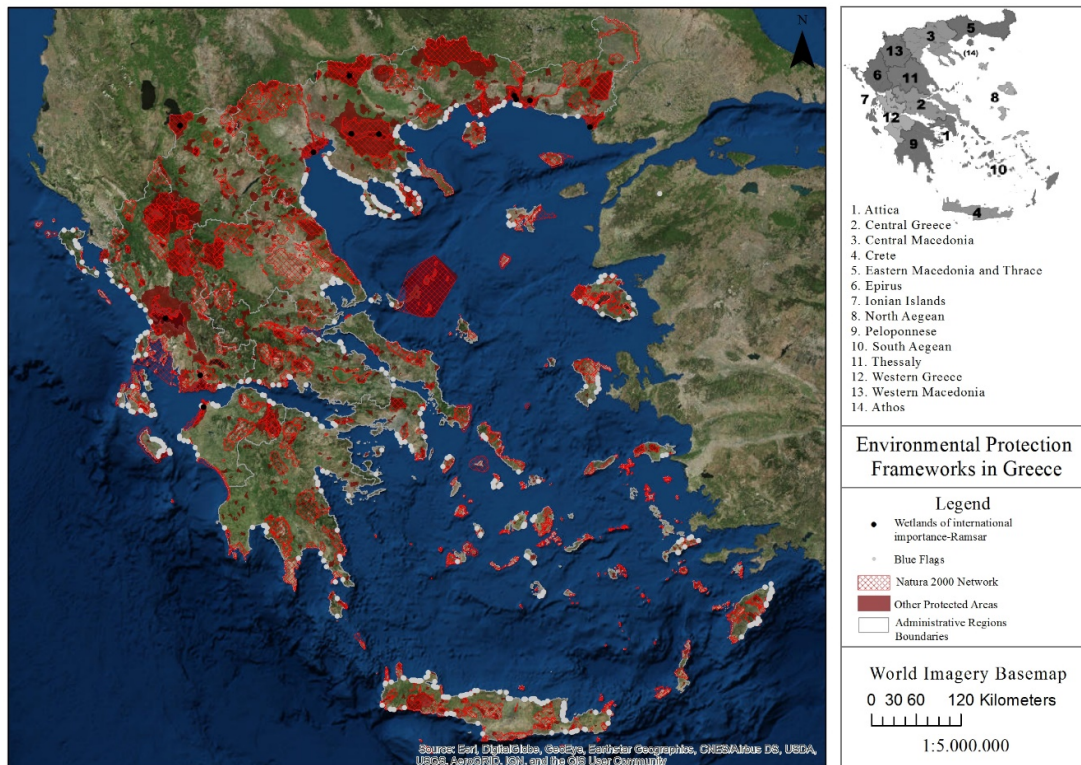 N
Source: Esri, DigitalGlobe, GeoEye, Earthstar Geographics, CNES/Airbus DS, USDA,
USGS, AeroGRID, IGN, and the GIS User Community
5
3
(14)
13
6
11
7
8
2
12
1
9
10
4
1. Attica
2. Central Greece
3. Central Macedonia
4. Crete
5. Eastern Macedonia and Thrace
6. Epirus
7. Ionian Islands
8. North Aegean
9. Peloponnese
10. South Aegean
11. Thessaly
12. Western Greece
13. Western Macedonia
14. Athos
Environmental Protection
Frameworks in Greece
Legend
Wetlands of international
importance-Ramsar
Blue Flags
Natura 2000 Network
Other Protected Areas
Administrative Regions
Boundaries
World Imagery Basemap
0 30 60 120 Kilometers
1:5.000.000